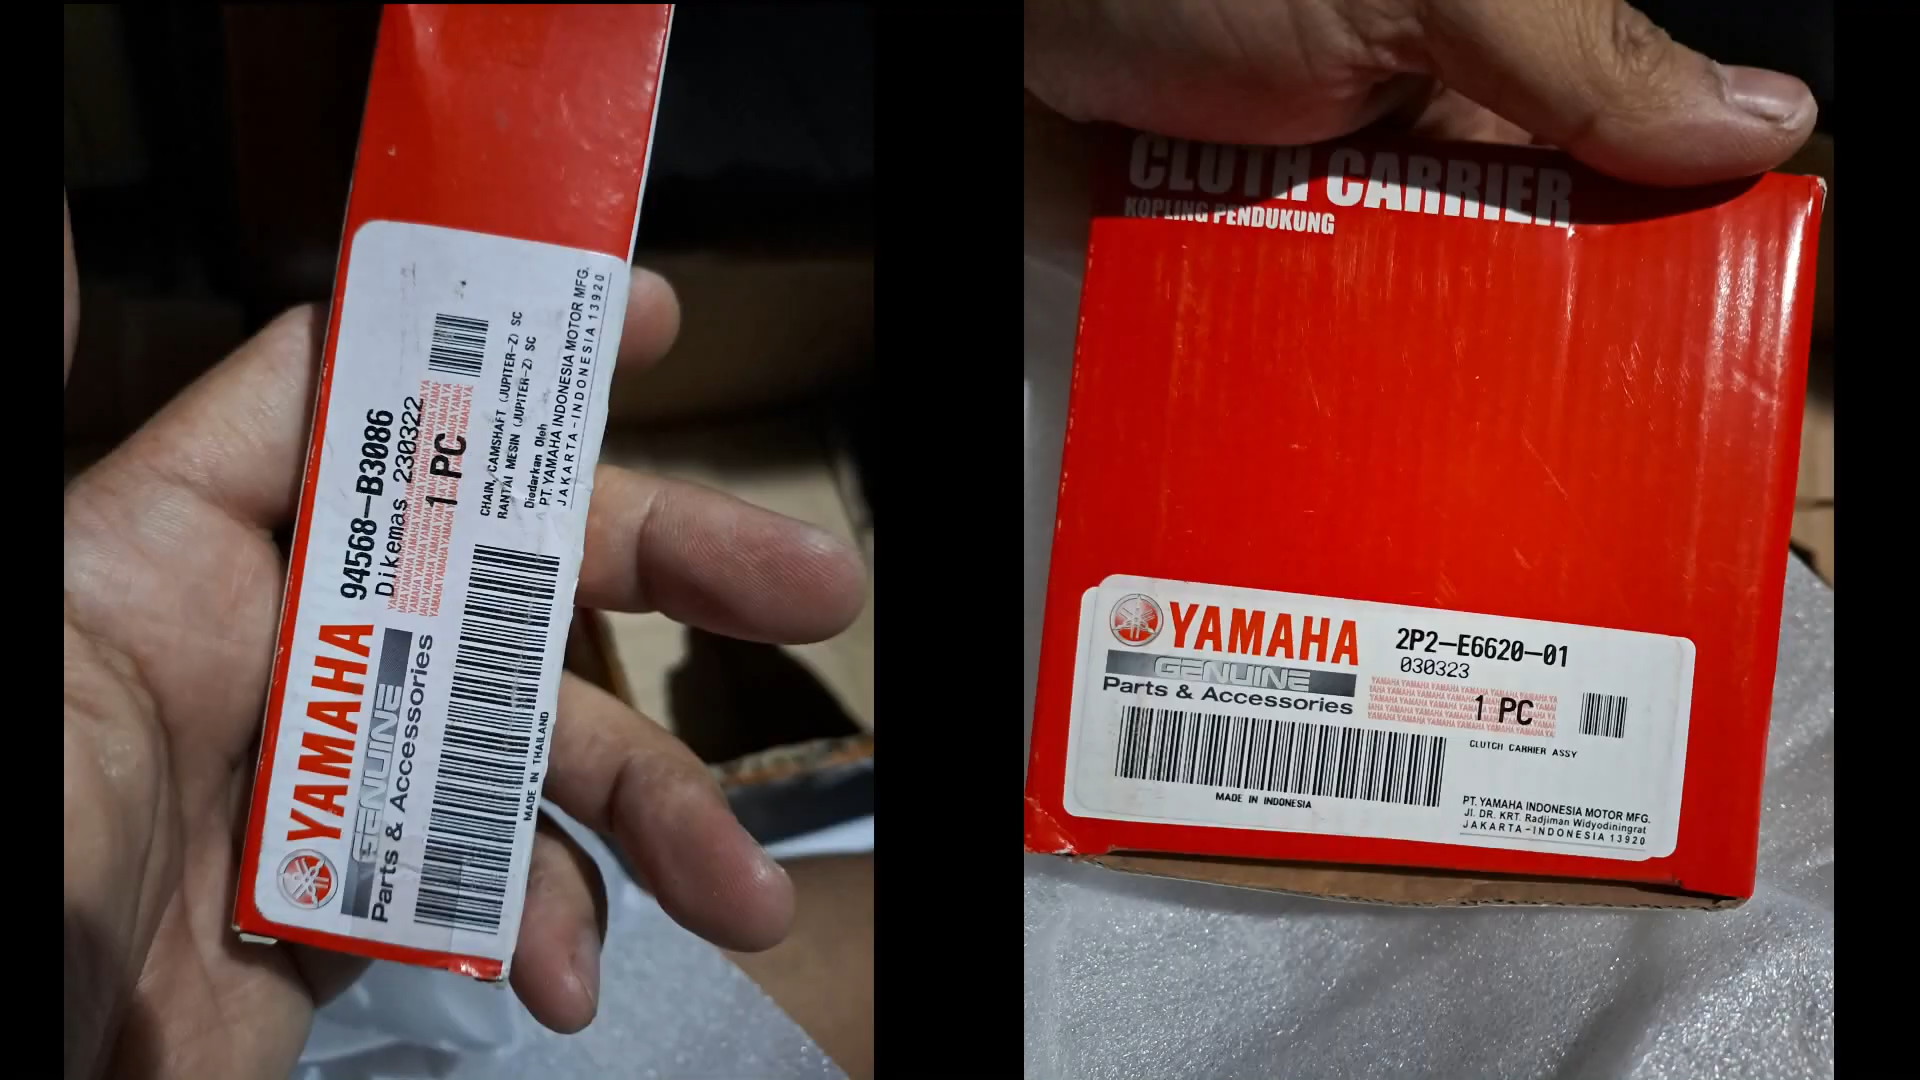 YAMAHA
GENUINE
Parts & Accessories
94568-B3086
Dikemas 230322
1 PC
CHAIN, CAMSHAFT (JUPITER-Z) SC
RANTAI MESIN (JUPITER-Z) SC
Diedarkan Oleh
PT. YAMAHA INDONESIA MOTOR MFG.
JAKARTA-INDONESIA 13920
MADE IN THAILAND
CLUTH CARRIER
KOPLING PENDUKUNG
YAMAHA
GENUINE
Parts & Accessories
2P2-E6620-01
030323
1 PC
CLUTCH CARRIER ASSY
MADE IN INDONESIA
PT. YAMAHA INDONESIA MOTOR MFG.
Jl. DR. KRT. Radjiman Widyodiningrat
JAKARTA-INDONESIA 13920